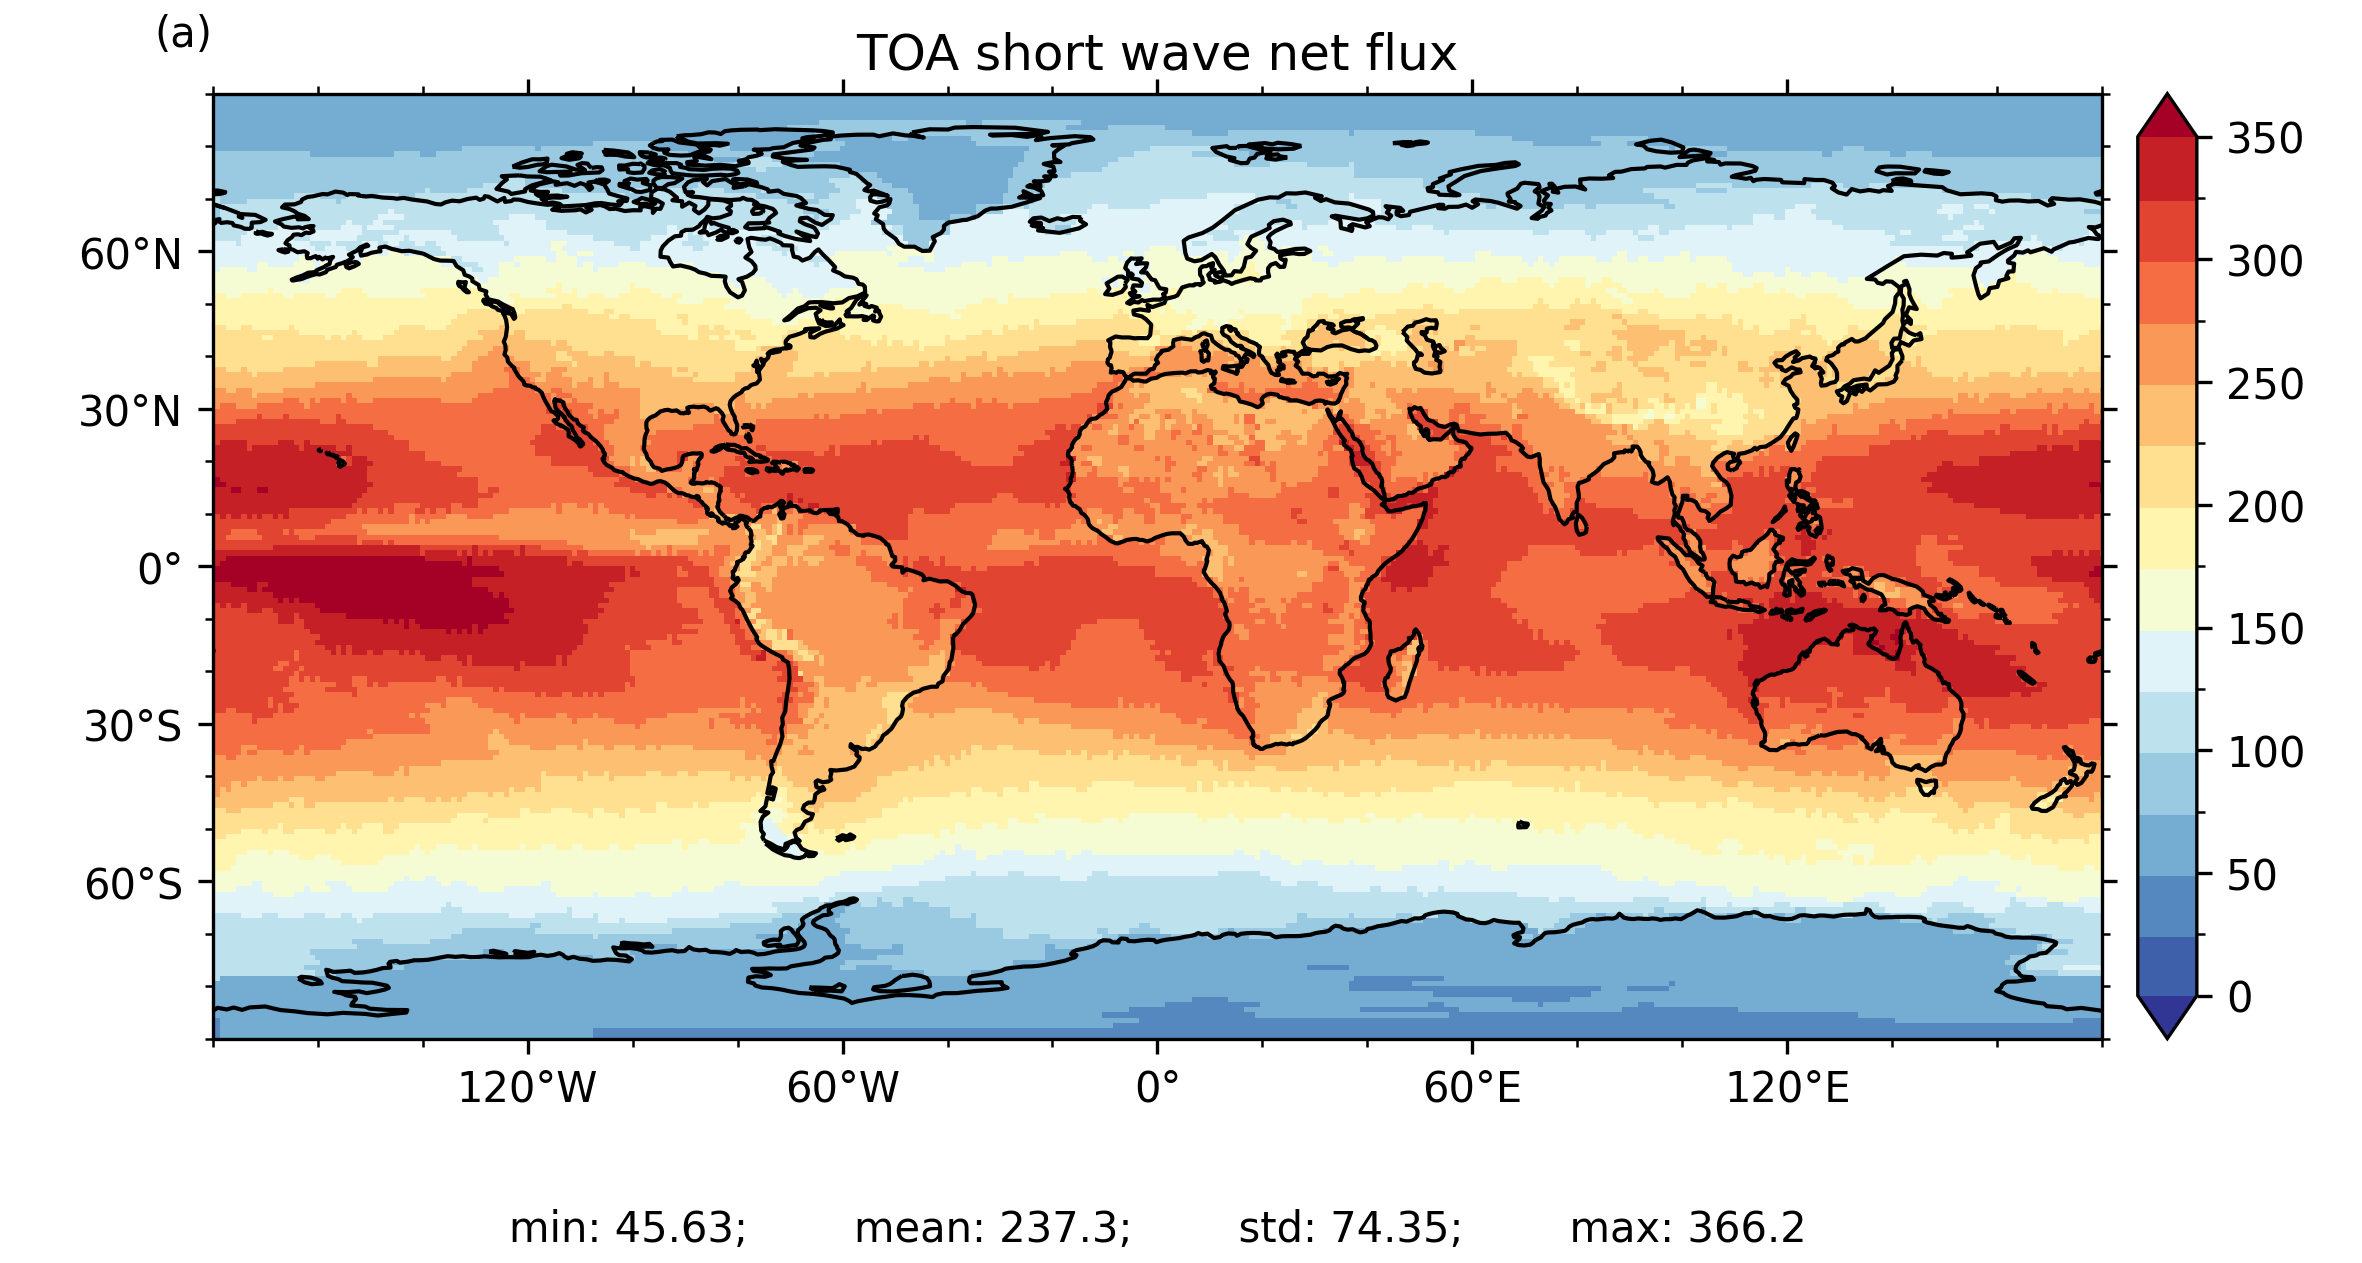 (a)
TOA short wave net flux
60°N
30°N
0°
30°S
60°S
120°W 60°W 0° 60°E 120°E
350
300
250
200
150
100
50
0
min: 45.63; mean: 237.3; std: 74.35; max: 366.2